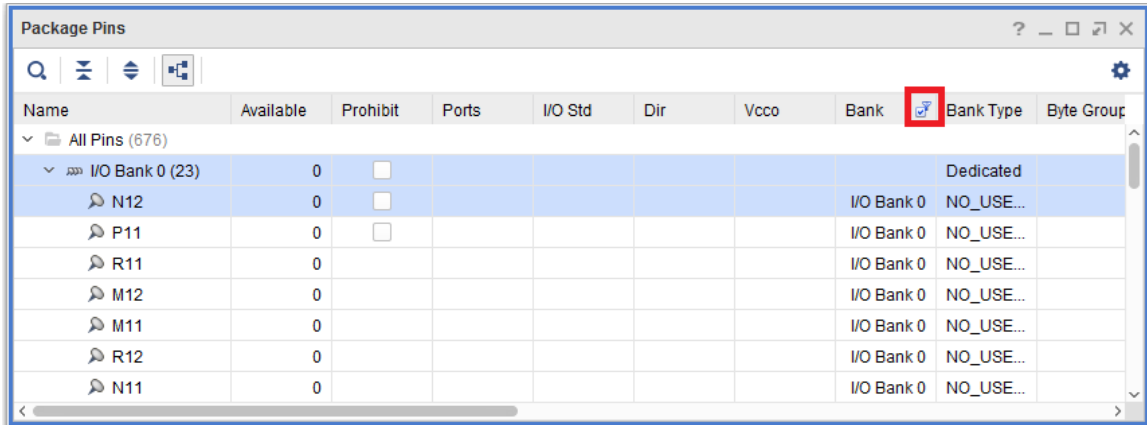 Package Pins
Name Available Prohibit Ports I/O Std Dir Vcco Bank Bank Type Byte Group
All Pins (676)
I/O Bank 0 (23) 0 Dedicated
N12 0 I/O Bank 0 NO_USE...
P11 0 I/O Bank 0 NO_USE...
R11 0 I/O Bank 0 NO_USE...
M12 0 I/O Bank 0 NO_USE...
M11 0 I/O Bank 0 NO_USE...
R12 0 I/O Bank 0 NO_USE...
N11 0 I/O Bank 0 NO_USE...